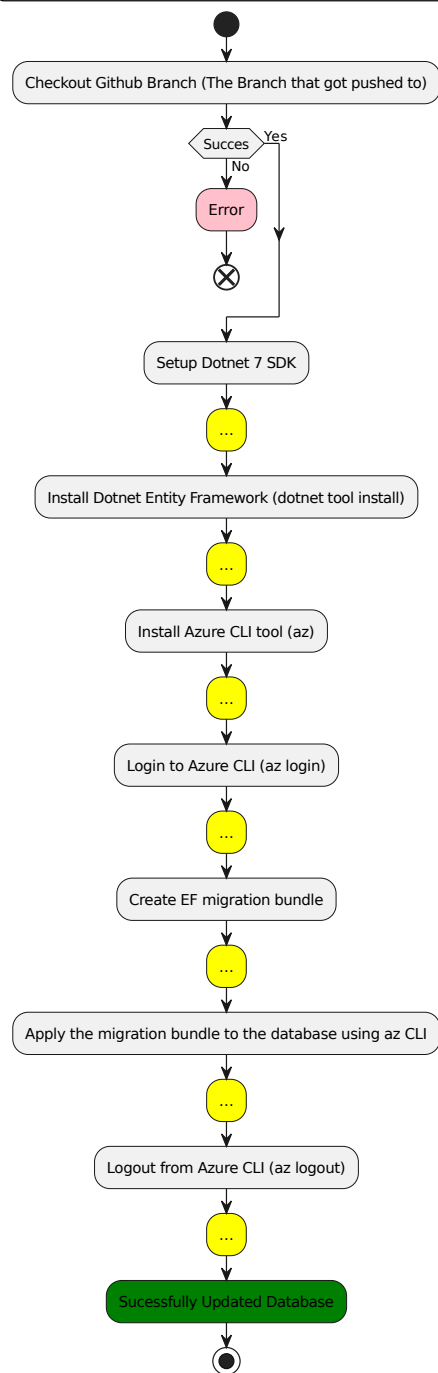 Checkout Github Branch (The Branch that got pushed to)
Succes
Yes
No
Error
Setup Dotnet 7 SDK
...
Install Dotnet Entity Framework (dotnet tool install)
...
Install Azure CLI tool (az)
...
Login to Azure CLI (az login)
...
Create EF migration bundle
...
Apply the migration bundle to the database using az CLI
...
Logout from Azure CLI (az logout)
...
Sucessfully Updated Database